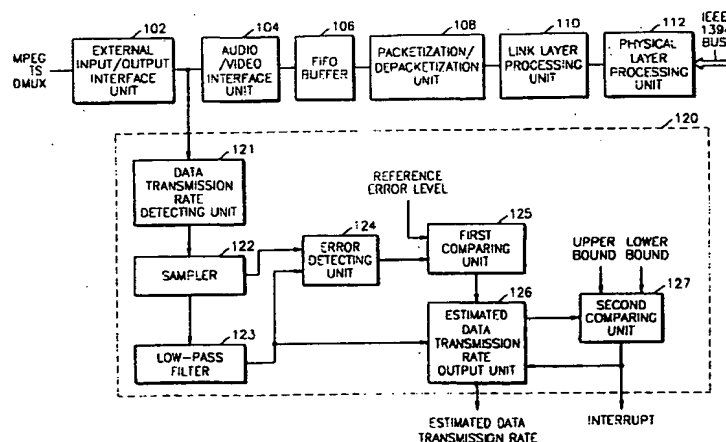 102
104
106
108
110
112
IEEE
1394
BUS
MPEG
TS
DMUX
EXTERNAL
INPUT/OUTPUT
INTERFACE
UNIT
AUDIO
/VIDEO
INTERFACE
UNIT
FIFO
BUFFER
PACKETIZATION/
DEPACKETIZATION
UNIT
LINK LAYER
PROCESSING
UNIT
PHYSICAL
LAYER
PROCESSING
UNIT
120
121
DATA
TRANSMISSION
RATE
DETECTING UNIT
REFERENCE
ERROR LEVEL
122
SAMPLER
124
ERROR
DETECTING
UNIT
125
FIRST
COMPARING
UNIT
UPPER
BOUND
LOWER
BOUND
123
LOW-PASS
FILTER
126
ESTIMATED
DATA
TRANSMISSION
RATE
OUTPUT UNIT
127
SECOND
COMPARING
UNIT
ESTIMATED DATA
TRANSMISSION RATE
INTERRUPT